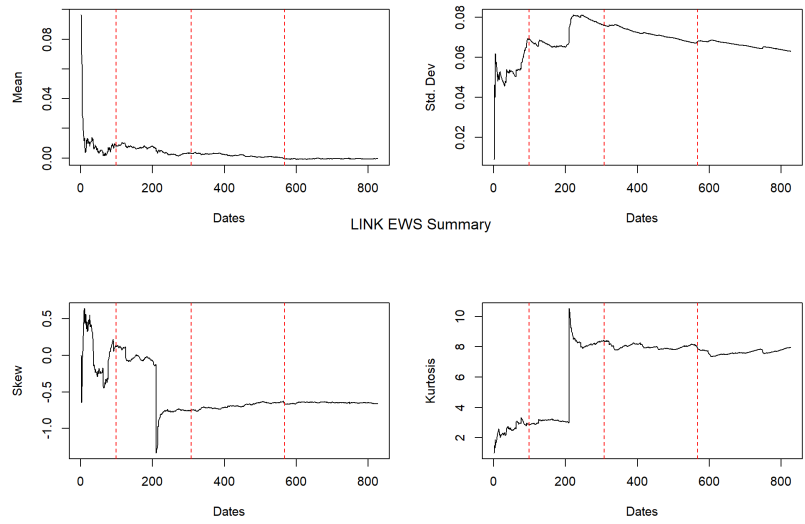 0.00 0.04 0.08
Mean
0 200 400 600 800
Dates
0.02 0.04 0.06 0.08
Std. Dev
0 200 400 600 800
Dates
LINK EWS Summary
-1.0 -0.5 0.0 0.5
Skew
0 200 400 600 800
Dates
2 4 6 8 10
Kurtosis
0 200 400 600 800
Dates